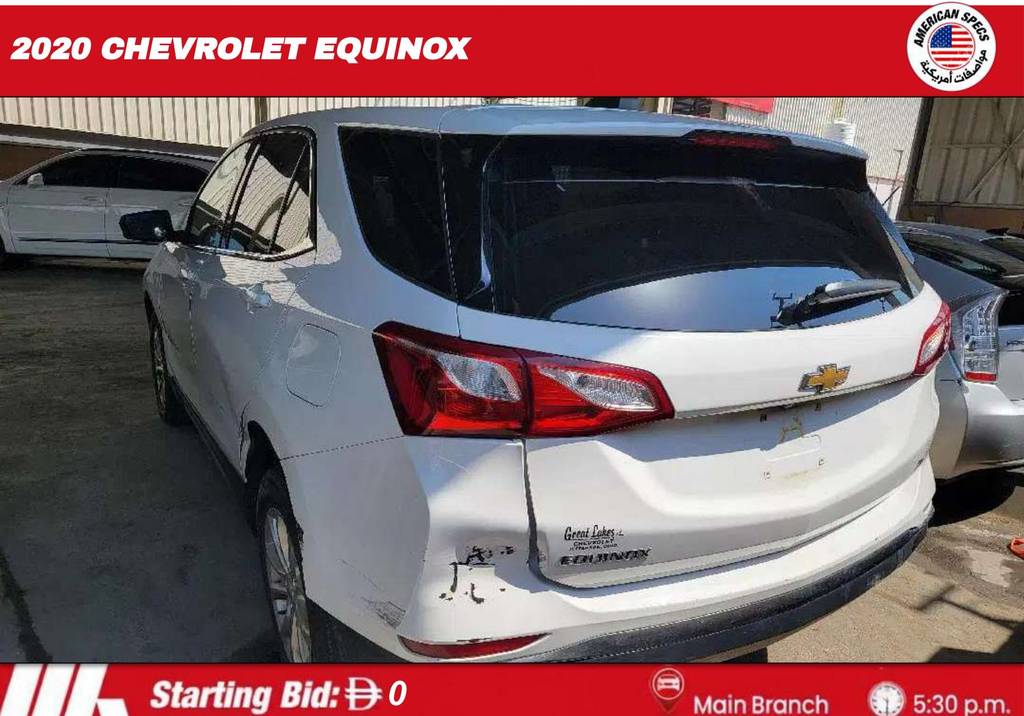 2020 CHEVROLET EQUINOX
AMERICAN SPECS
مواصفات أمريكية
Great Lakes
CHEVROLET
EQUINOX
Starting Bid: 0
Main Branch
5:30 p.m.